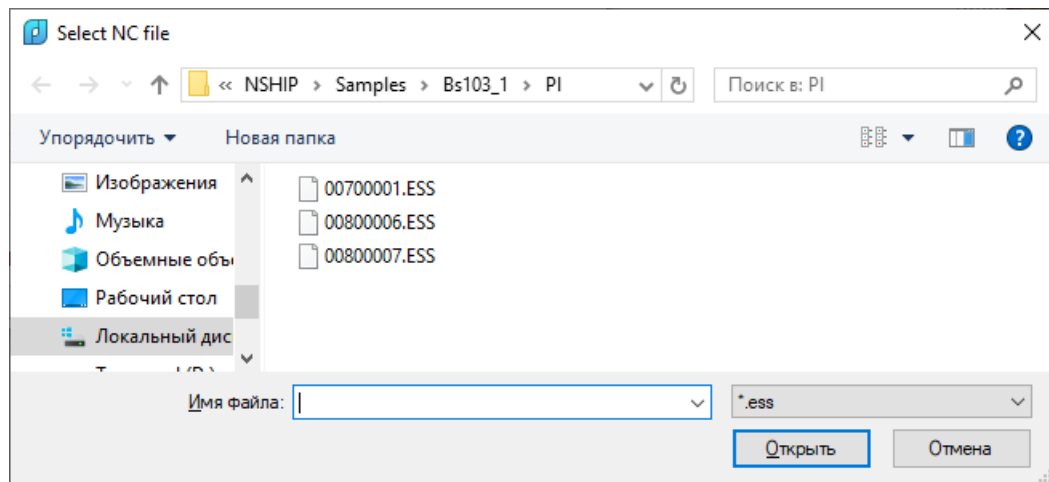 Select NC file
« NSHIP › Samples › Bs103_1 › PI
Поиск в: PI
Упорядочить
Новая папка
Изображения
Музыка
Объемные объ
Рабочий стол
Локальный дис
00700001.ESS
00800006.ESS
00800007.ESS
Имя файла:
*.ess
Открыть
Отмена